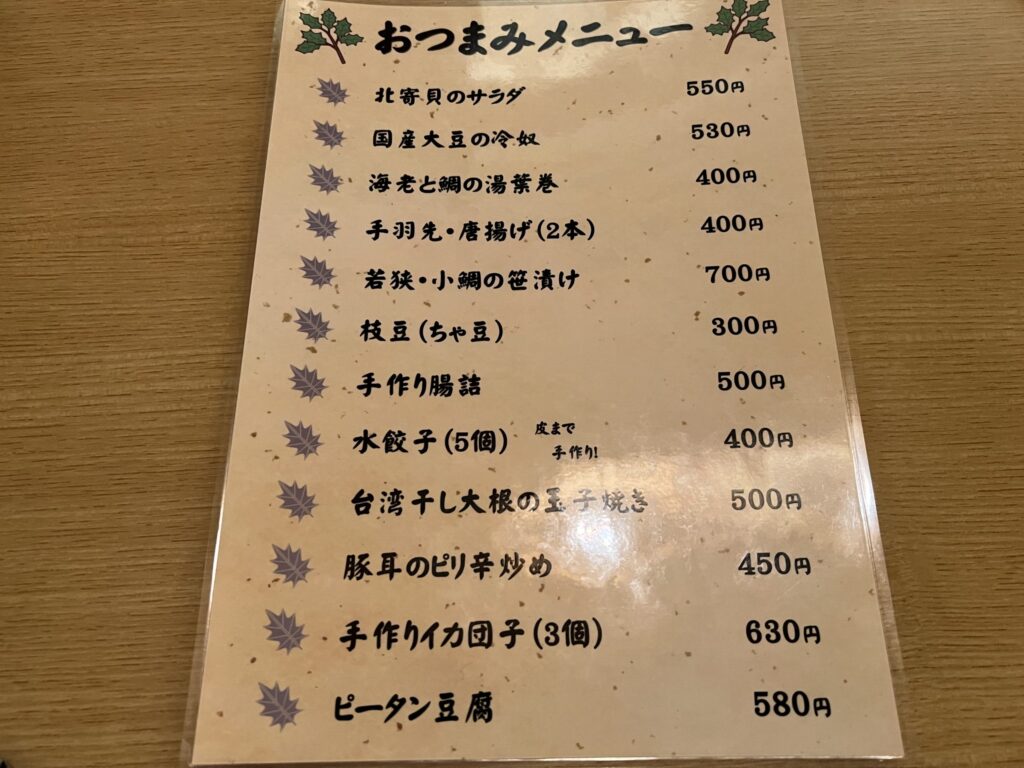 おつまみメニュー
北寄貝のサラダ 550円
国産大豆の冷奴 530円
海老と鯛の湯葉巻 400円
手羽先・唐揚げ(2本) 400円
若狭・小鯛の笹漬け 700円
枝豆(ちゃ豆) 300円
手作り腸詰 500円
水餃子(5個) 皮まで手作り! 400円
台湾干し大根の玉子焼き 500円
豚耳のピリ辛炒め 450円
手作りイカ団子(3個) 630円
ピータン豆腐 580円